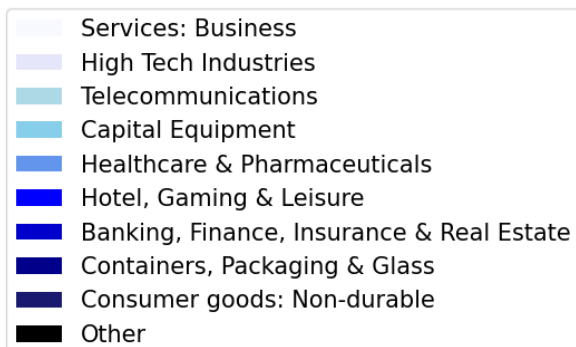 Services: Business
High Tech Industries
Telecommunications
Capital Equipment
Healthcare & Pharmaceuticals
Hotel, Gaming & Leisure
Banking, Finance, Insurance & Real Estate
Containers, Packaging & Glass
Consumer goods: Non-durable
Other